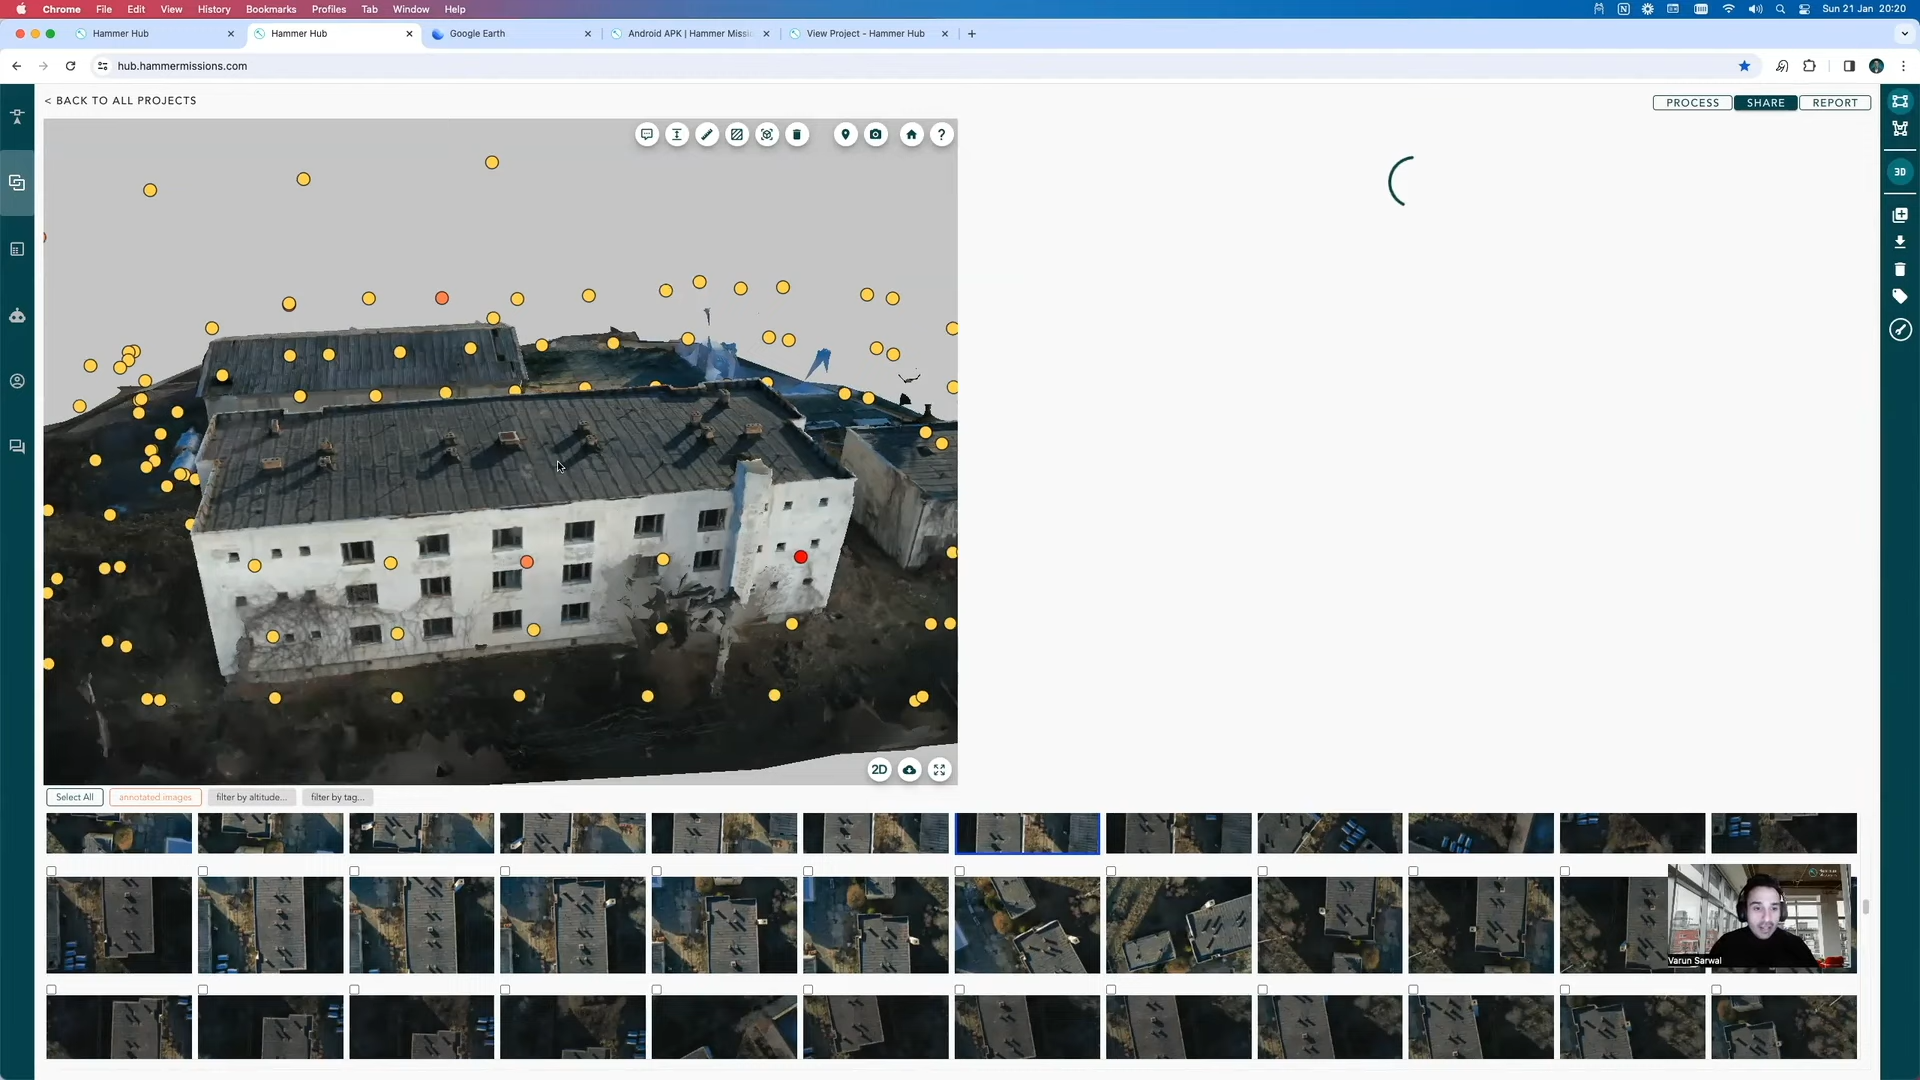 Chrome File Edit View History Bookmarks Profiles Tab Window Help Sun 21 Jan 20:20
Hammer Hub Hammer Hub Google Earth Android APK | Hammer Missi View Project - Hammer Hub
hub.hammermissions.com
< BACK TO ALL PROJECTS PROCESS SHARE REPORT
?
3D
2D
Select All annotated images filter by altitude... filter by tag...
Varun Sarwal